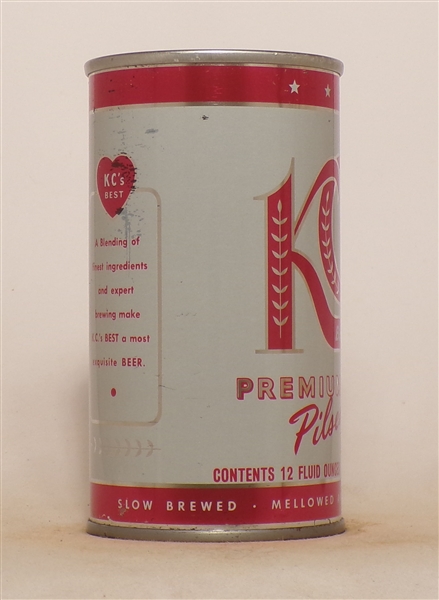 KC's
BEST
A Blending of
finest ingredients
and expert
brewing make
KC's BEST a most
exquisite BEER.
K
PREMIUM
CONTENTS 12 FLUID
SLOW BREWED · MELLOWED